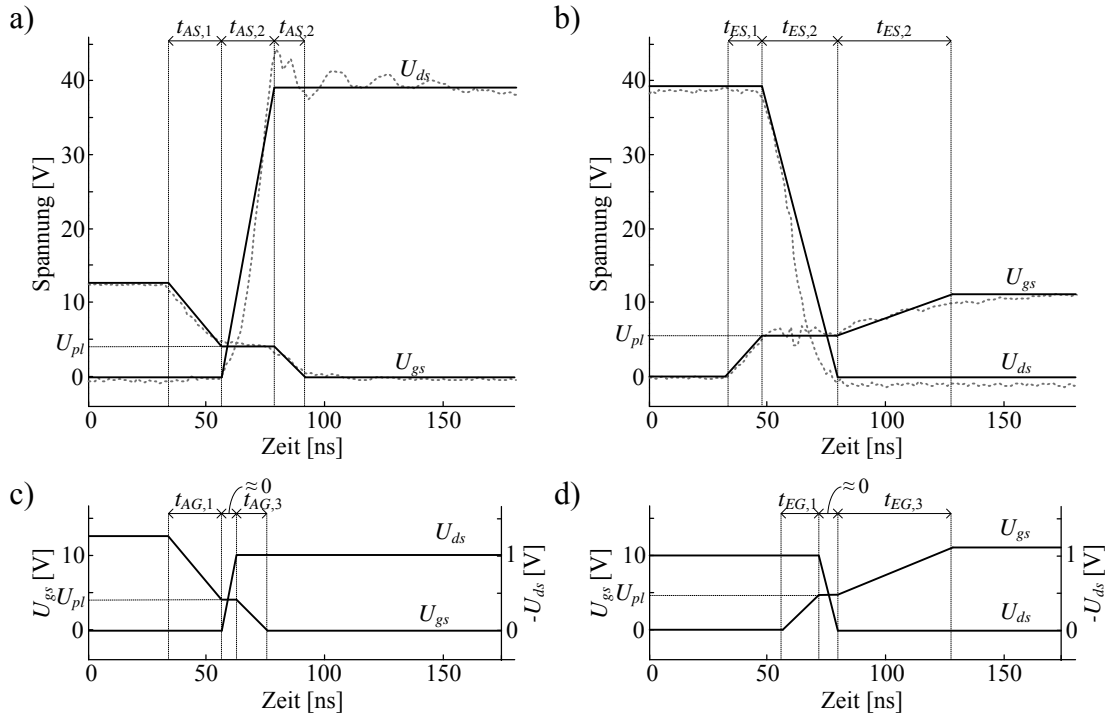 a)
t_AS,1 t_AS,2 t_AS,2
Spannung [V]
40
30
20
10
U_pl
0
U_ds
U_gs
0 50 100 150
Zeit [ns]
b)
t_ES,1 t_ES,2 t_ES,2
Spannung [V]
40
30
20
10
U_pl
0
U_gs
U_ds
0 50 100 150
Zeit [ns]
c)
≈0
t_AG,1 t_AG,3
U_gs [V]
10
U_pl
0
U_ds
U_gs
1
0
-U_ds [V]
0 50 100 150
Zeit [ns]
d)
≈0
t_EG,1 t_EG,3
U_gs [V]
10
U_pl
0
U_gs
U_ds
1
0
-U_ds [V]
0 50 100 150
Zeit [ns]